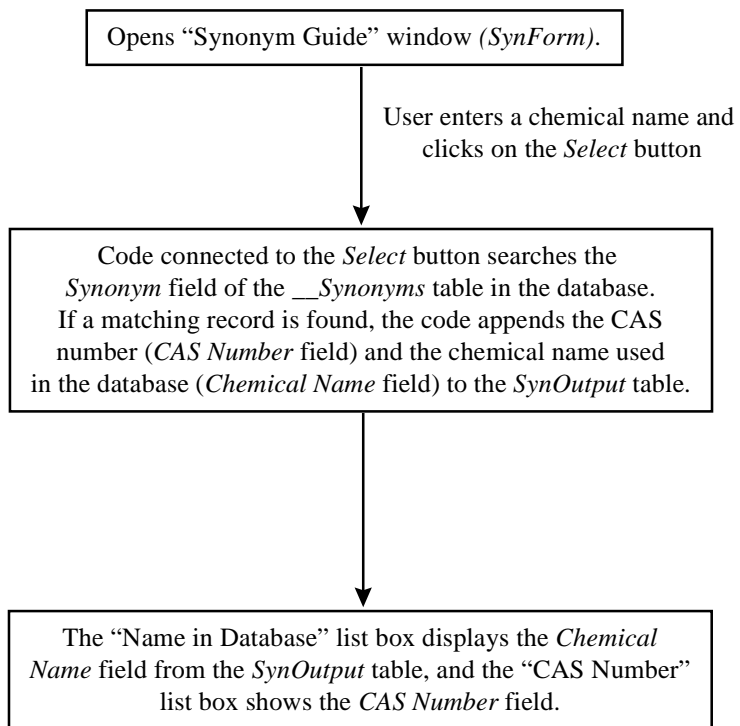 Opens “Synonym Guide” window (SynForm).
User enters a chemical name and
clicks on the Select button
Code connected to the Select button searches the
Synonym field of the __Synonyms table in the database.
If a matching record is found, the code appends the CAS
number (CAS Number field) and the chemical name used
in the database (Chemical Name field) to the SynOutput table.
The “Name in Database” list box displays the Chemical
Name field from the SynOutput table, and the “CAS Number”
list box shows the CAS Number field.